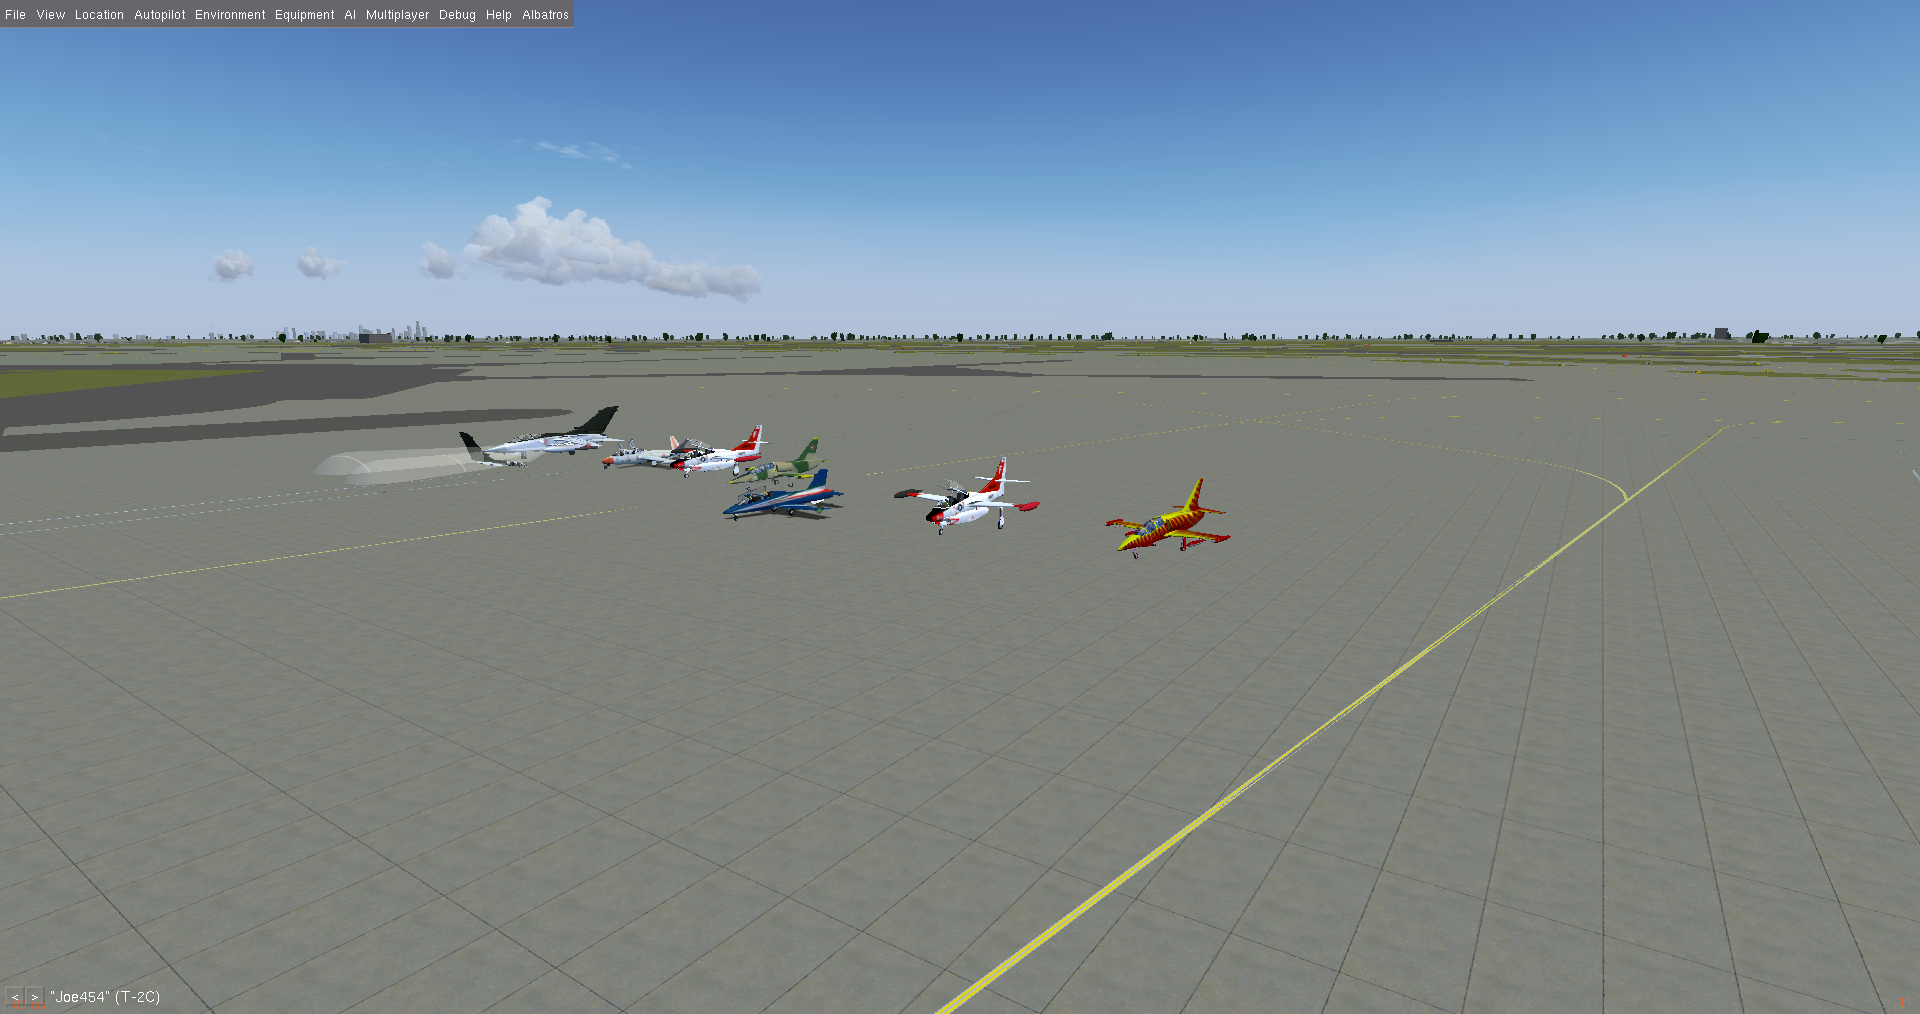 File View Location Autopilot Environment Equipment AI Multiplayer Debug Help Albatros
< > "Joe454" (T-2C)